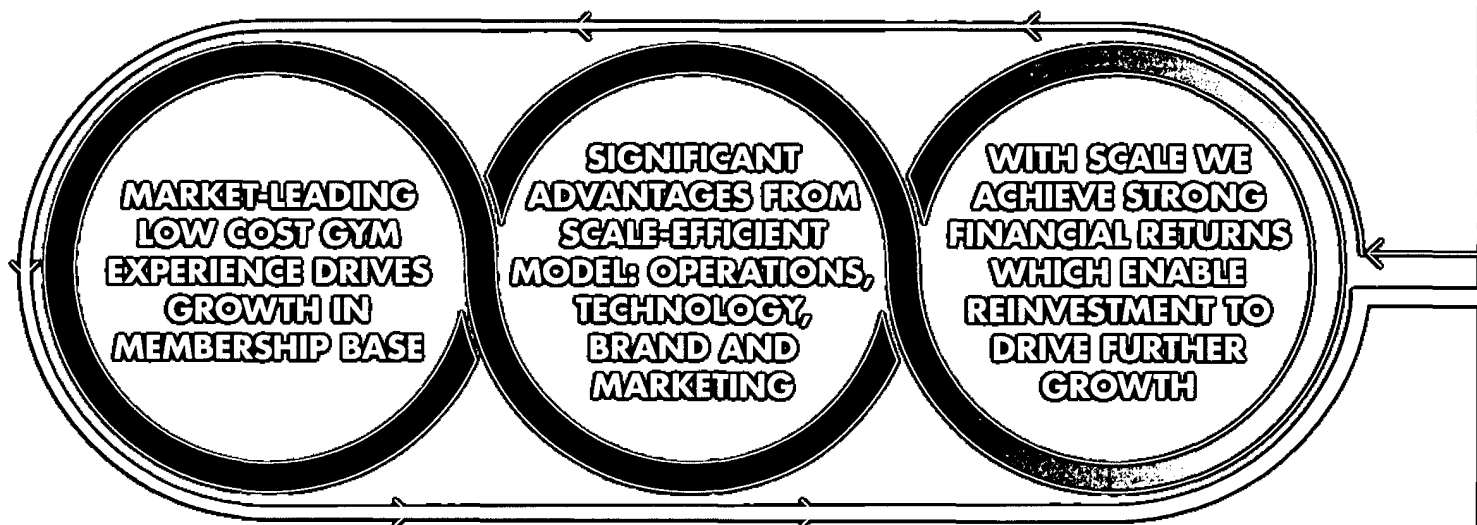 MARKET-LEADING
LOW COST GYM
EXPERIENCE DRIVES
GROWTH IN
MEMBERSHIP BASE
SIGNIFICANT
ADVANTAGES FROM
SCALE-EFFICIENT
MODEL: OPERATIONS,
TECHNOLOGY,
BRAND AND
MARKETING
WITH SCALE WE
ACHIEVE STRONG
FINANCIAL RETURNS
WHICH ENABLE
REINVESTMENT TO
DRIVE FURTHER
GROWTH